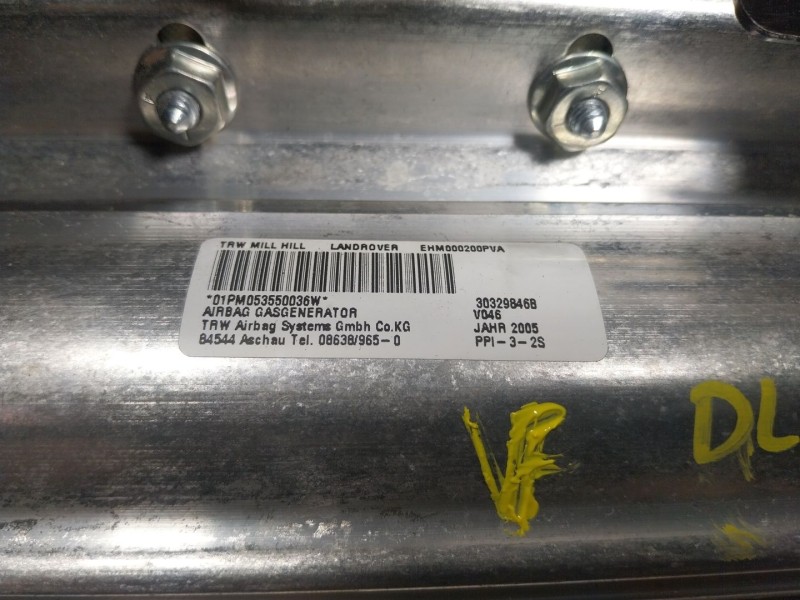 TRW MILL HILL LANDROVER EHM000200PVA
*01PM053550036W* 30329846B
AIRBAG GASGENERATOR V046
TRW Airbag Systems Gmbh Co.KG JAHR 2005
84544 Aschau Tel. 08638/965-0 PPI-3-2S
VF DL